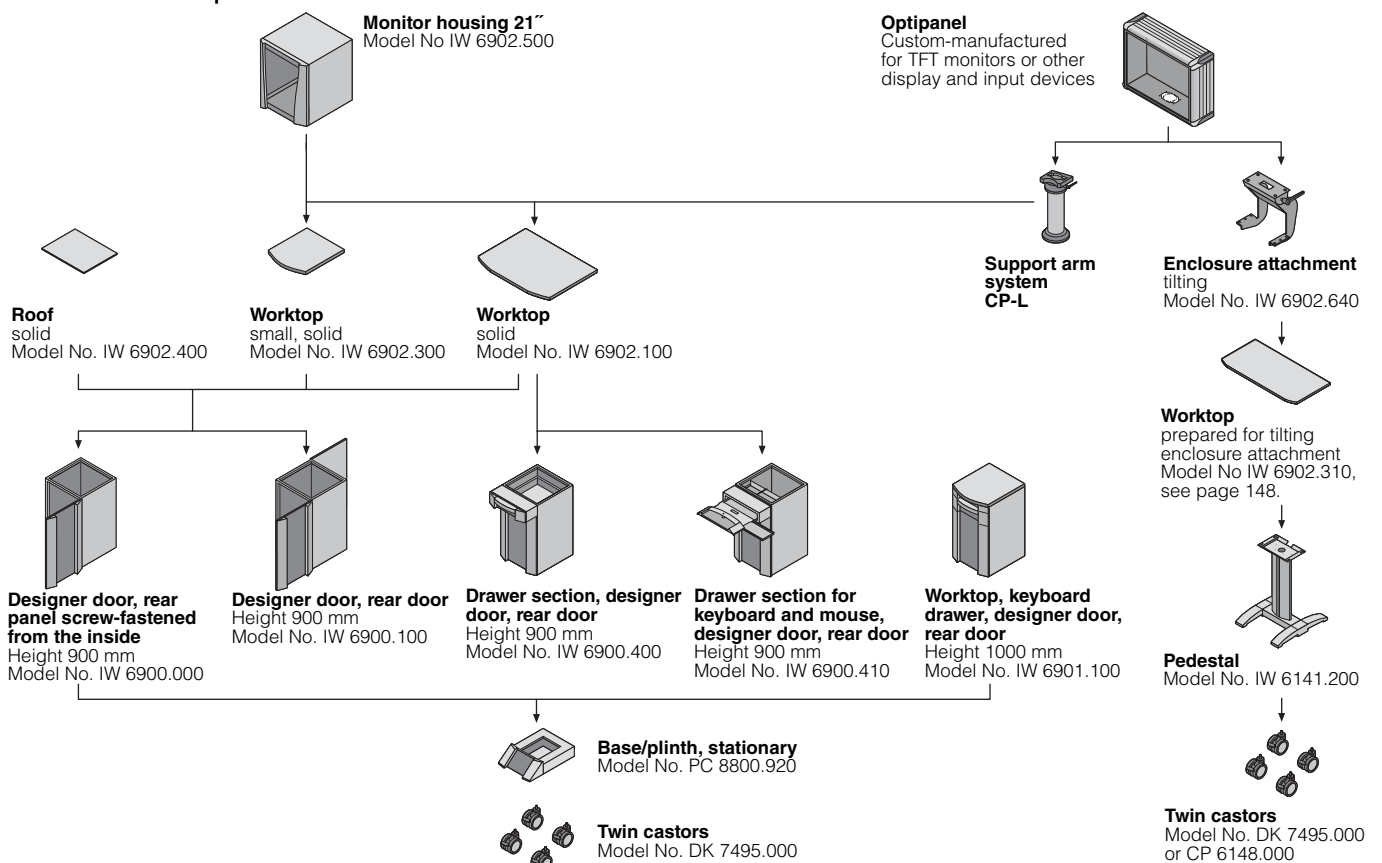 Monitor housing 21˝
Model No IW 6902.500
Optipanel
Custom-manufactured
for TFT monitors or other
display and input devices
Support arm
system
CP-L
Enclosure attachment
tilting
Model No. IW 6902.640
Roof
solid
Model No. IW 6902.400
Worktop
small, solid
Model No. IW 6902.300
Worktop
solid
Model No. IW 6902.100
Worktop
prepared for tilting
enclosure attachment
Model No IW 6902.310,
see page 148.
Designer door, rear
panel screw-fastened
from the inside
Height 900 mm
Model No. IW 6900.000
Designer door, rear door
Height 900 mm
Model No. IW 6900.100
Drawer section, designer
door, rear door
Height 900 mm
Model No. IW 6900.400
Drawer section for
keyboard and mouse,
designer door, rear door
Height 900 mm
Model No. IW 6900.410
Worktop, keyboard
drawer, designer door,
rear door
Height 1000 mm
Model No. IW 6901.100
Pedestal
Model No. IW 6141.200
Base/plinth, stationary
Model No. PC 8800.920
Twin castors
Model No. DK 7495.000
Twin castors
Model No. DK 7495.000
or CP 6148.000